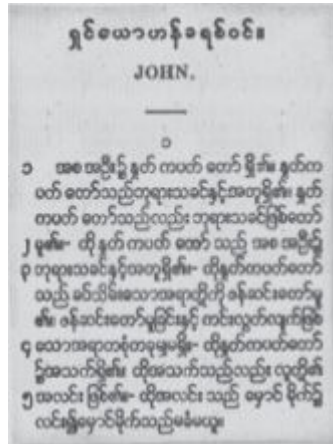 ရှင်ယောဟန်ခရစ်ဝင်။
JOHN.
၁
၁ အစအဦး၌ နှုတ် ကပတ် တော် ရှိ၏။ နှုတ်က
ပတ် တော်သည်ဘုရားသခင်နှင့်အတူရှိ၏။ နှုတ်
ကပတ် တော်သည်လည်း ဘုရားသခင်ဖြစ်တော်
၂ မူ၏။- ထို နှုတ် ကပတ် တော် သည် အစ အဦး၌
၃ ဘုရားသခင်နှင့်အတူရှိ၏။- ထိုနှုတ်ကပတ်တော်
သည် ခပ်သိမ်းသောအရာတို့ကို ဖန်ဆင်းတော်မူ
၏။ ဖန်ဆင်းတော်မူခြင်းနှင့် ကင်းလွတ်လျက်ဖြစ်
၄ သောအရာတစုံတခုမျှမရှိ။- ထိုနှုတ်ကပတ်တော်
၌အသက်ရှိ၏။ ထိုအသက်သည်လည်း လူတို့၏
၅ အလင်း ဖြစ်၏။- ထိုအလင်း သည် မှောင် မိုက်၌
လင်း၍မှောင်မိုက်သည်မခံမယူ။